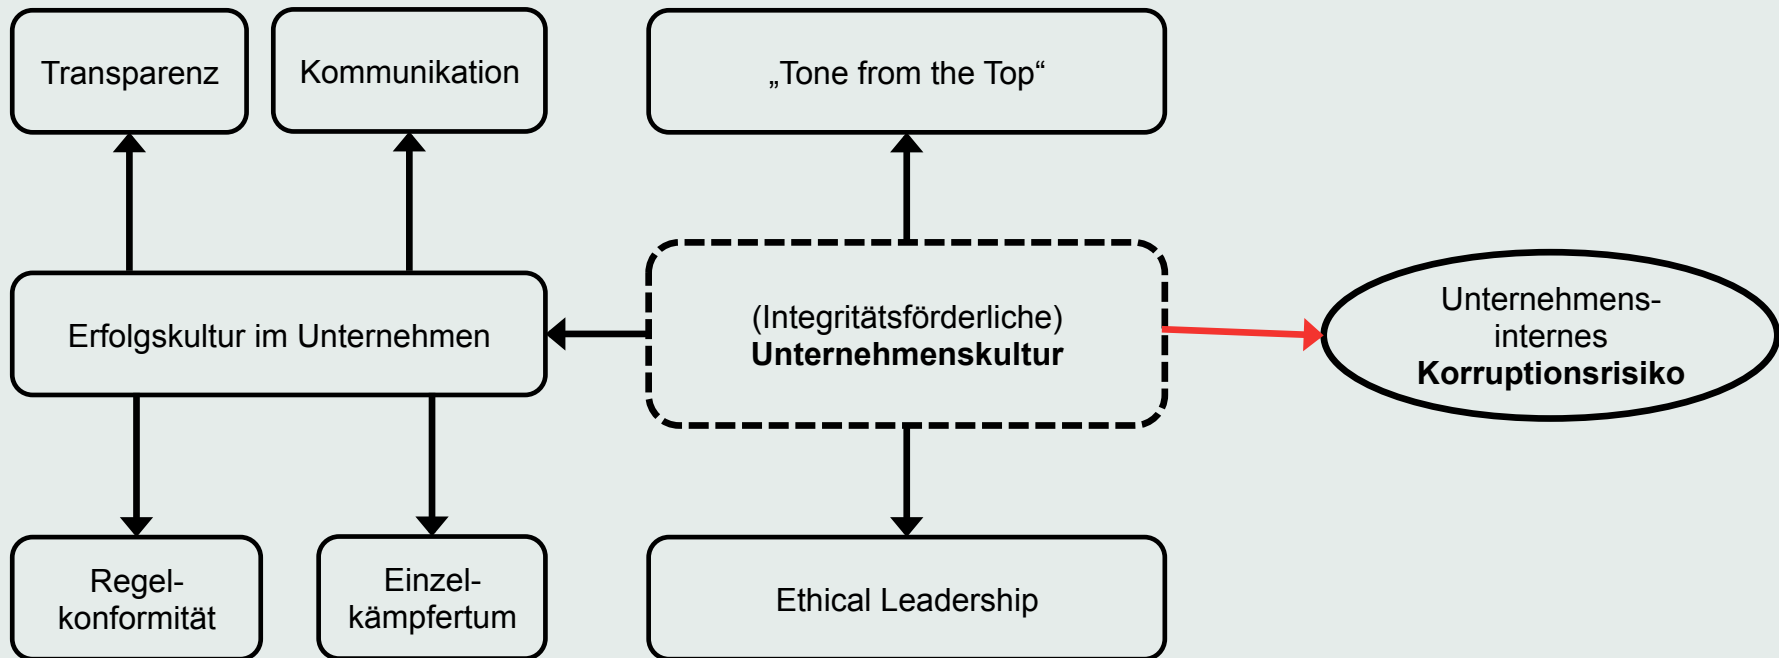 Transparenz
Kommunikation
„Tone from the Top“
Erfolgskultur im Unternehmen
(Integritätsförderliche)
Unternehmenskultur
Unternehmens-
internes
Korruptionsrisiko
Regel-
konformität
Einzel-
kämpfertum
Ethical Leadership